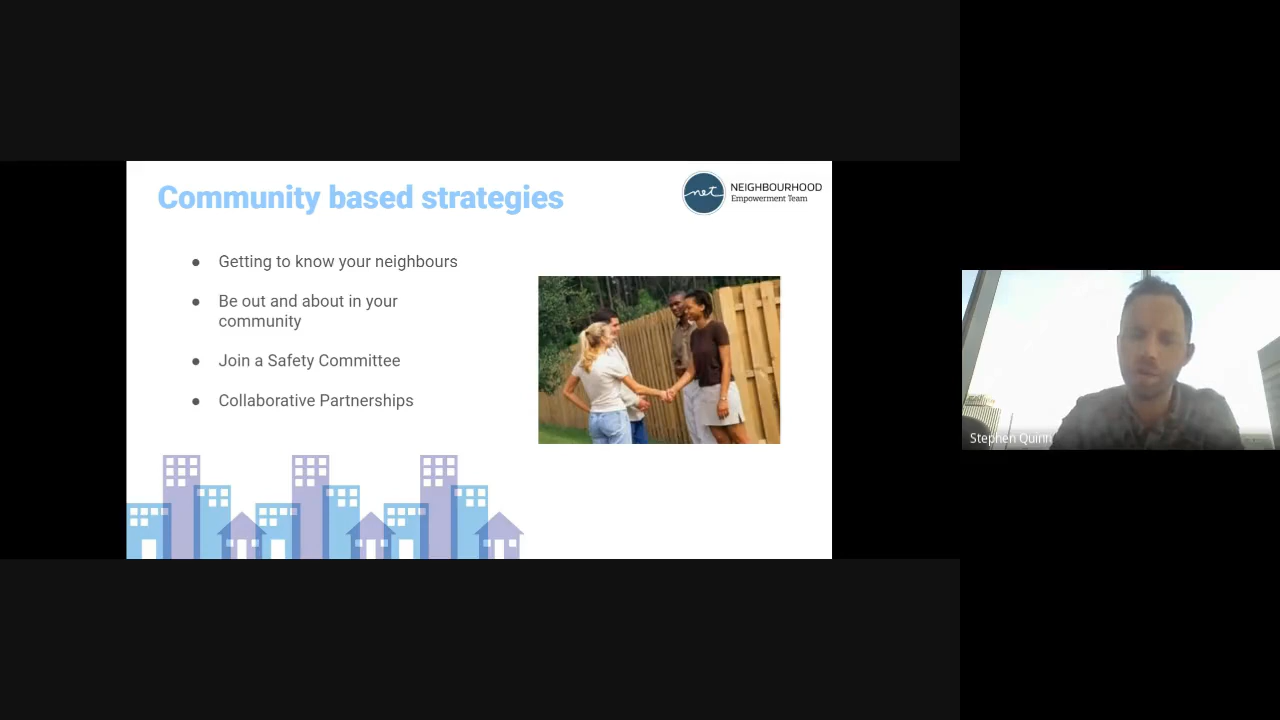 Community based strategies
net
NEIGHBOURHOOD
Empowerment Team
● Getting to know your neighbours
● Be out and about in your
community
● Join a Safety Committee
● Collaborative Partnerships
Stephen Quinn